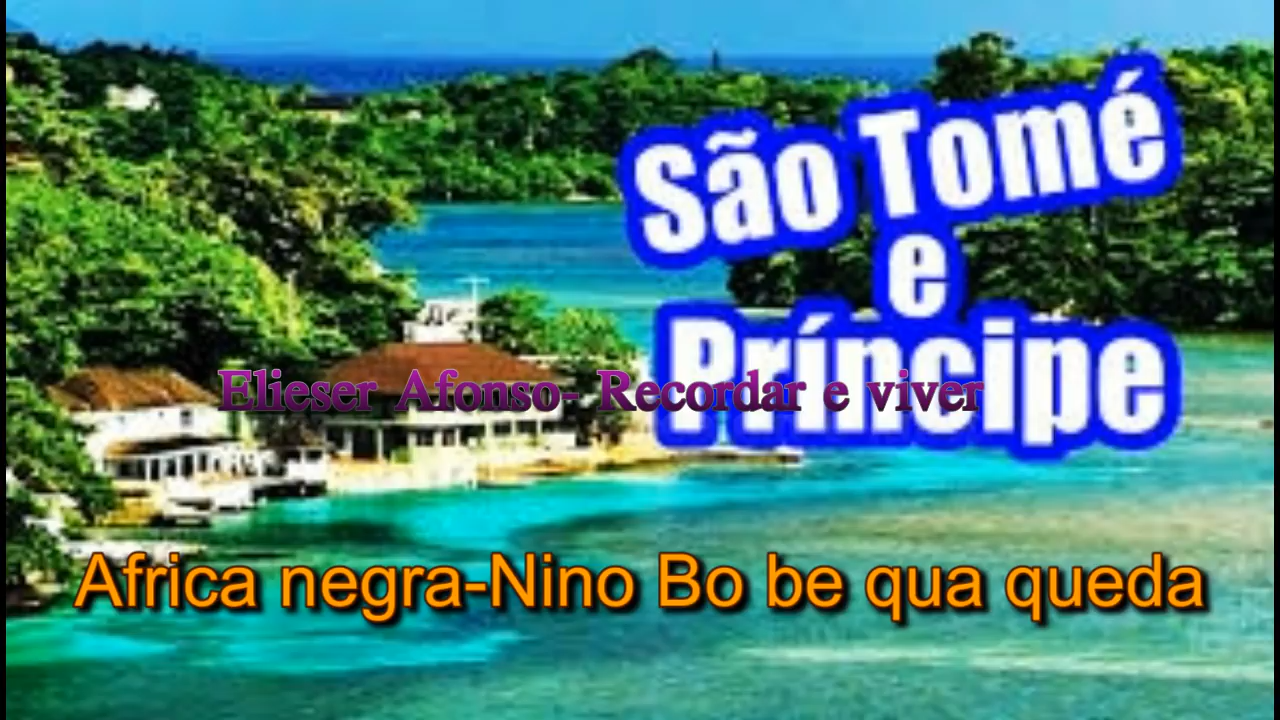 São Tomé
e
Príncipe
Elieser Afonso- Recordar e viver
Africa negra-Nino Bo be qua queda